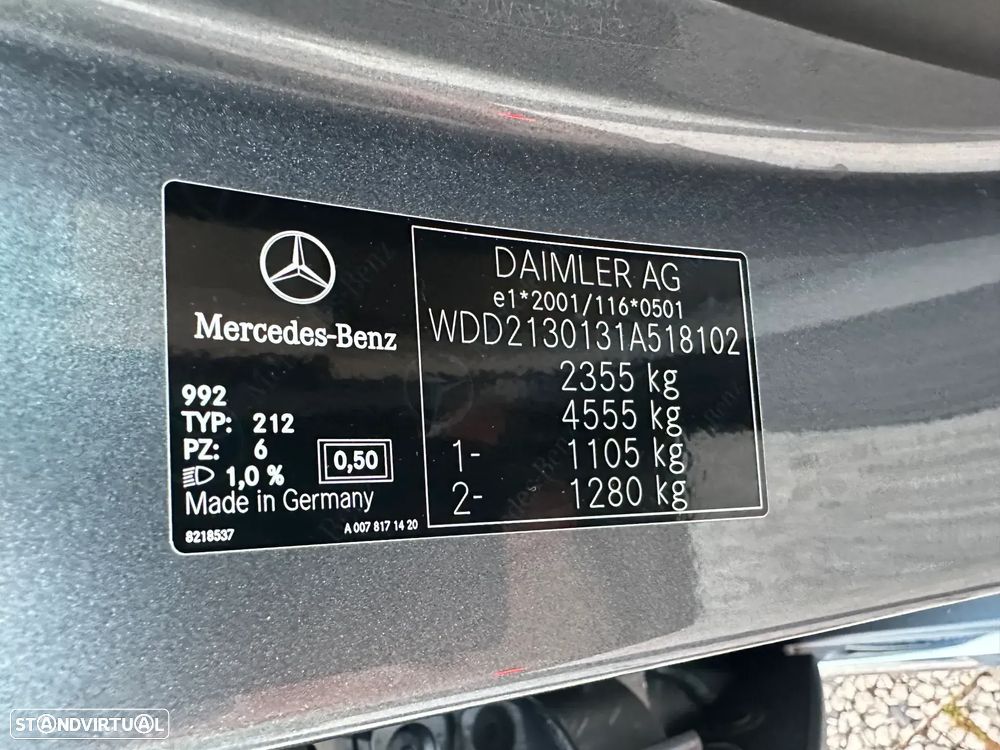 Mercedes-Benz
992
TYP: 212
PZ: 6
1,0 %
0,50
Made in Germany
8218537
A 007 817 14 20
DAIMLER AG
e1*2001/116*0501
WDD2130131A518102
2355 kg
4555 kg
1- 1105 kg
2- 1280 kg
STANDVIRTUAL